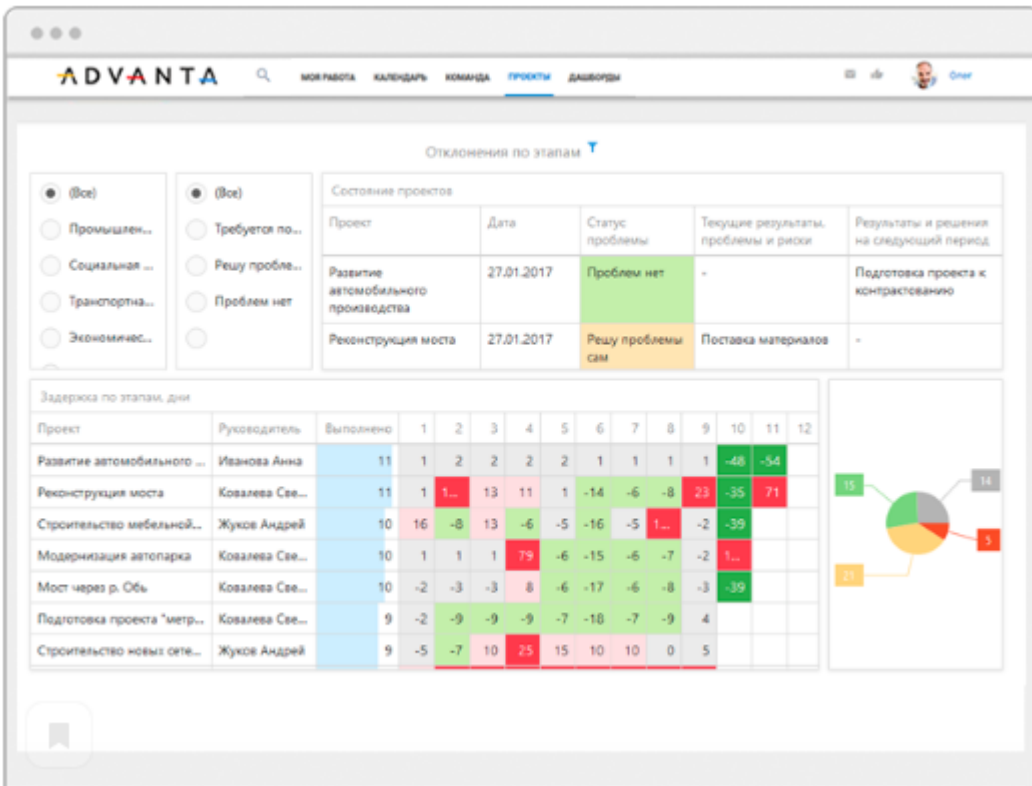 ADVANTA
МОЯ РАБОТА КАЛЕНДАРЬ КОМАНДА ПРОЕКТЫ ДАШБОРДЫ
Олег
Отклонения по этапам
(Все)
Промышлен...
Социальная ...
Транспортна...
Экономичес...
(Все)
Требуется по...
Решу пробле...
Проблем нет
Состояние проектов
Проект Дата Статус проблемы Текущие результаты, проблемы и риски Результаты и решения на следующий период
Развитие автомобильного производства 27.01.2017 Проблем нет - Подготовка проекта к контрактованию
Реконструкция моста 27.01.2017 Решу проблемы сам Поставка материалов -
Задержка по этапам, дни
Проект Руководитель Выполнено 1 2 3 4 5 6 7 8 9 10 11 12
Развитие автомобильного ... Иванова Анна 11 1 2 2 2 2 1 1 1 1 -48 -54
Реконструкция моста Ковалева Све... 11 1 1... 13 11 1 -14 -6 -8 23 -35 71
Строительство мебельной... Жуков Андрей 10 16 -8 13 -6 -5 -16 -5 1... -2 -39
Модернизация автопарка Ковалева Све... 10 1 1 1 79 -6 -15 -6 -7 -2 1...
Мост через р. Обь Ковалева Све... 10 -2 -3 -3 8 -6 -17 -6 -8 -3 -39
Подготовка проекта "метр... Ковалева Све... 9 -2 -9 -9 -9 -7 -18 -7 -9 4
Строительство новых сете... Жуков Андрей 9 -5 -7 10 25 15 10 10 0 5
15
14
5
21